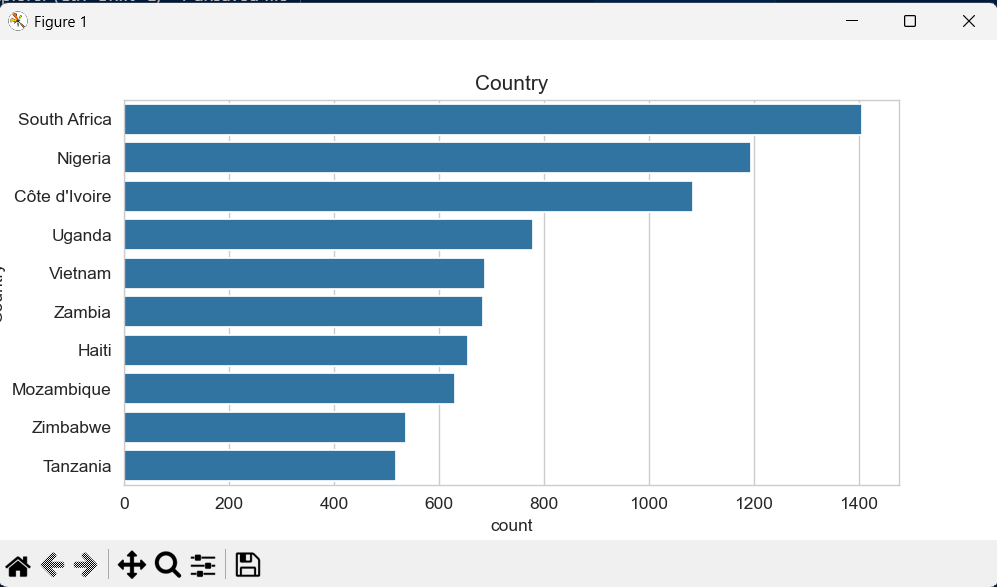 Figure 1
Country
South Africa
Nigeria
Côte d'Ivoire
Uganda
Vietnam
Zambia
Haiti
Mozambique
Zimbabwe
Tanzania
0 200 400 600 800 1000 1200 1400
count